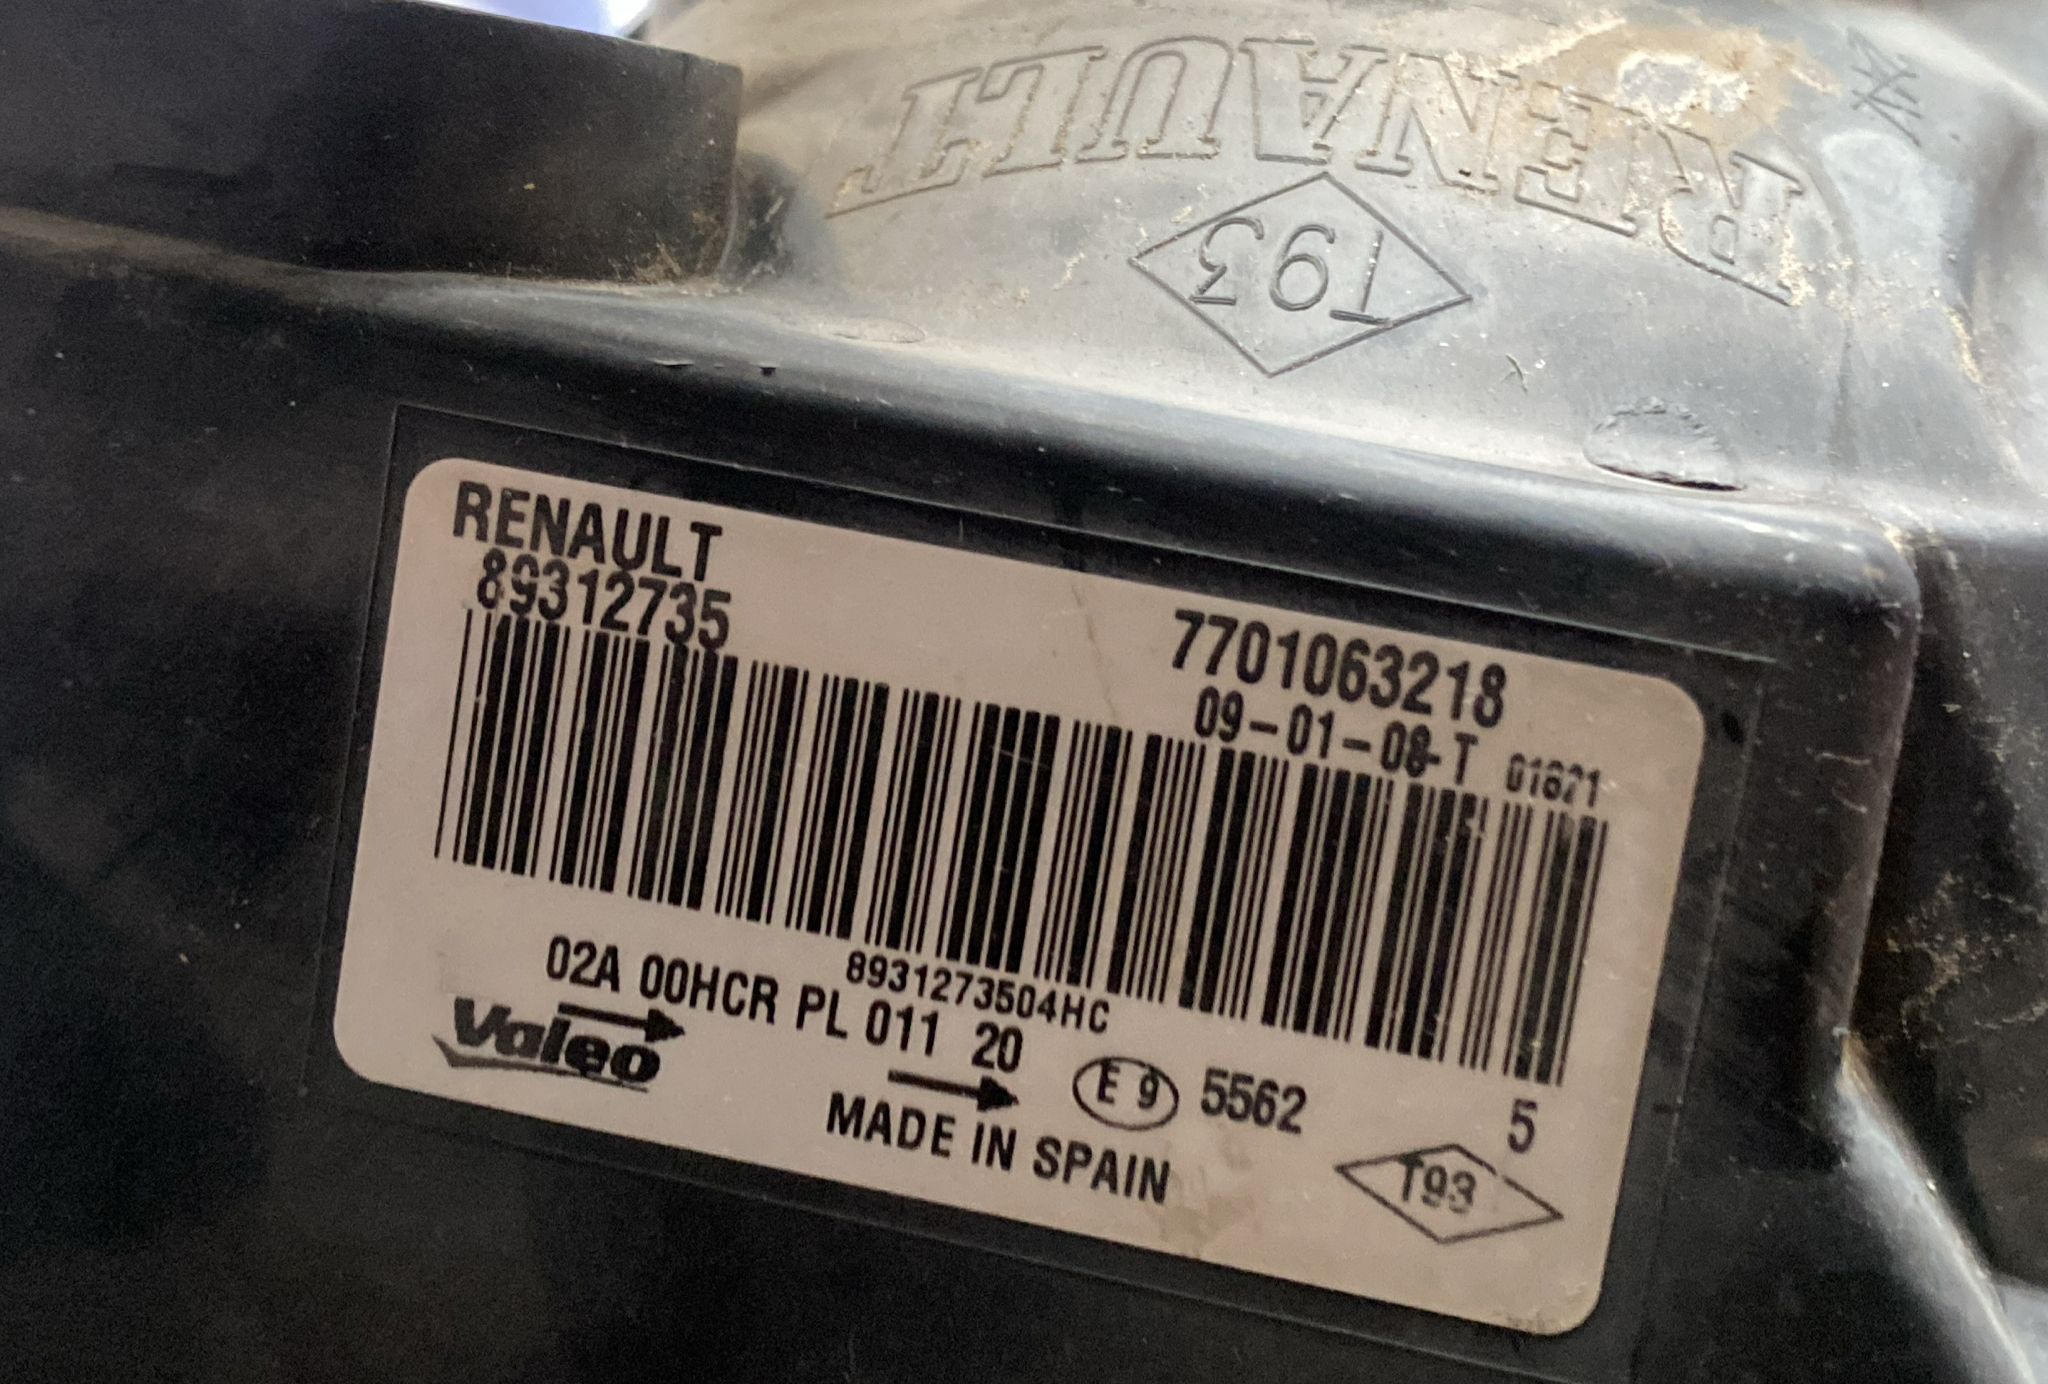 RENAULT
T93
RENAULT
89312735
7701063218
09-01-08-T 01621
8931273504HC
02A 00HCR PL 011 20
Valeo
E 9 5562
5
MADE IN SPAIN
T93